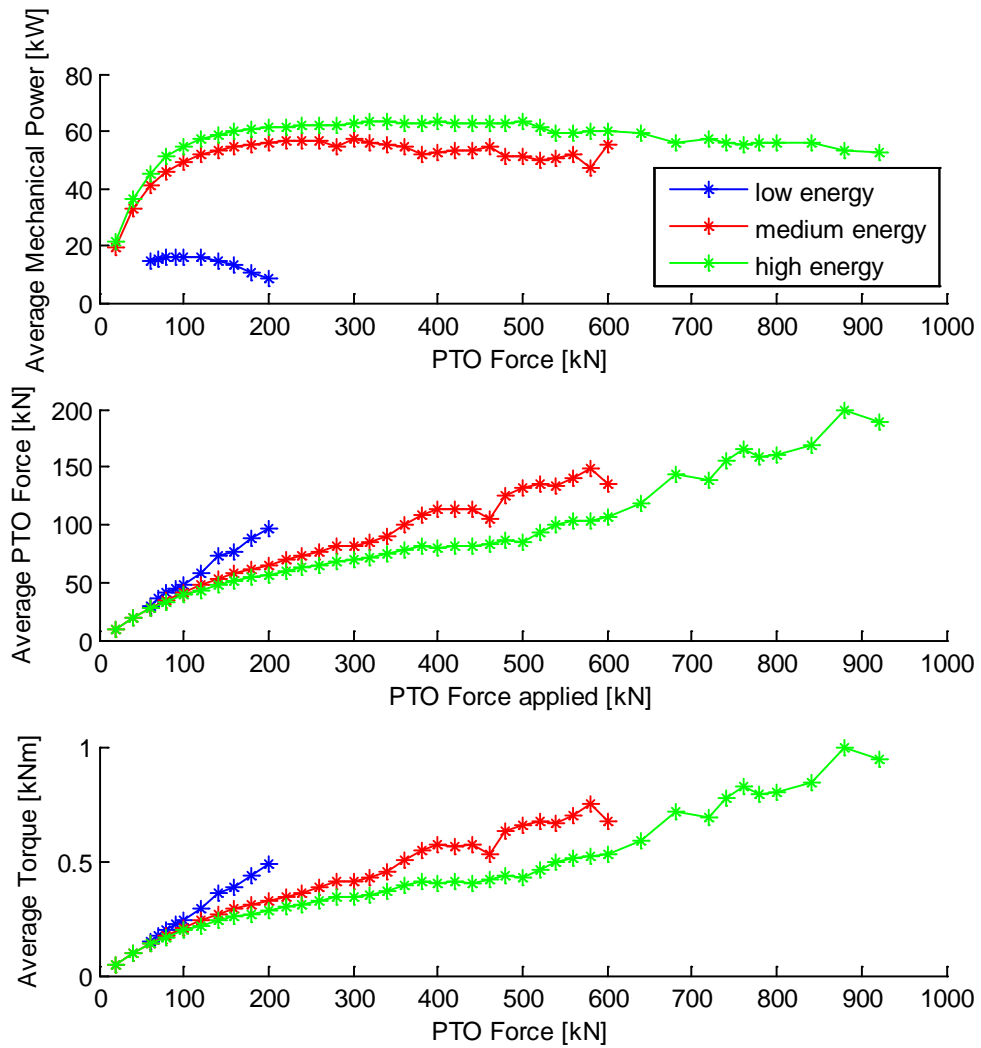 Average Mechanical Power [kW]
80
60
40
20
0
low energy
medium energy
high energy
0 100 200 300 400 500 600 700 800 900 1000
PTO Force [kN]
Average PTO Force [kN]
200
150
100
50
0
0 100 200 300 400 500 600 700 800 900 1000
PTO Force applied [kN]
Average Torque [kNm]
1
0.5
0
0 100 200 300 400 500 600 700 800 900 1000
PTO Force [kN]